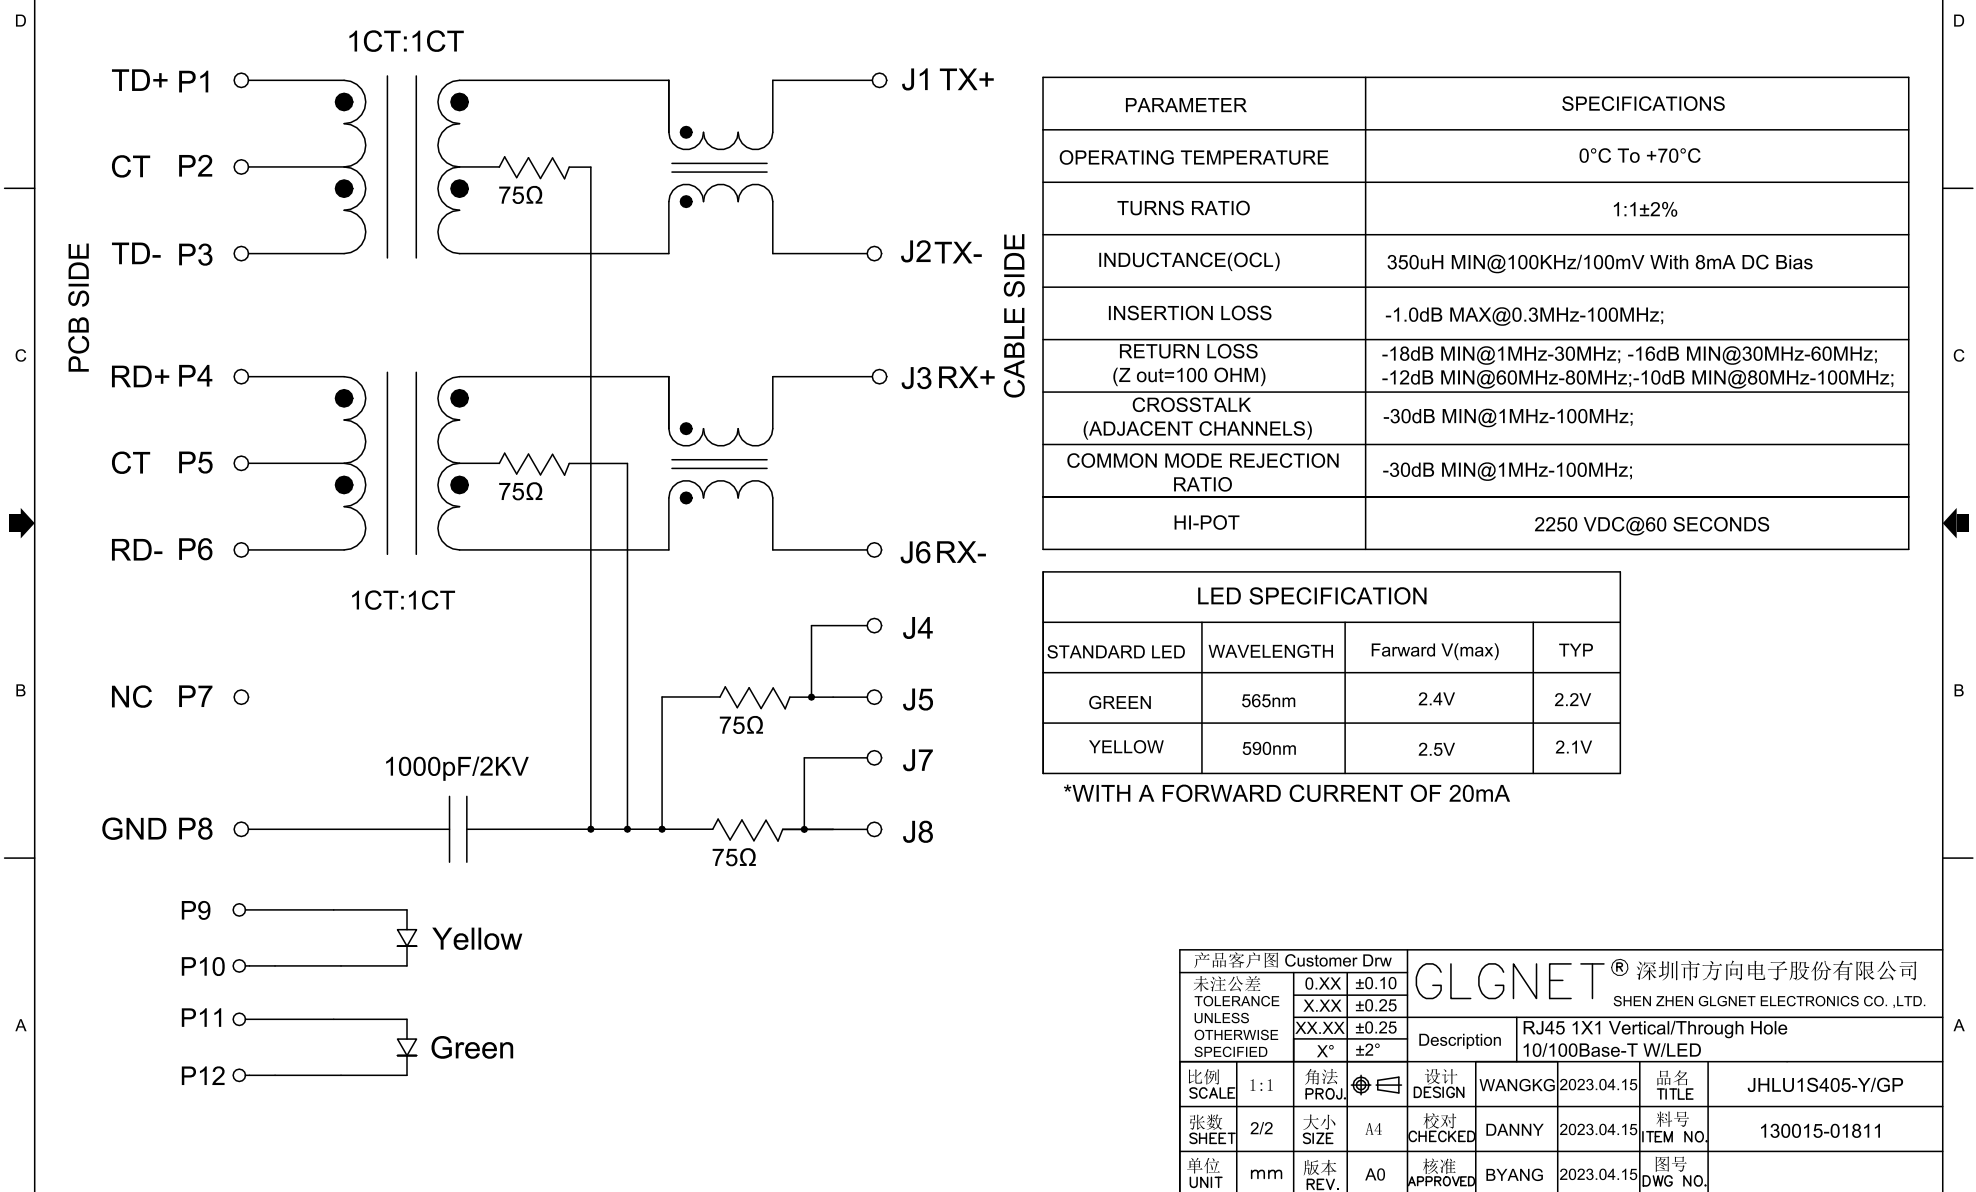 D
D
1CT:1CT
TD+ P1
J1 TX+
CT P2
75Ω
TD- P3
J2 TX-
PCB SIDE
CABLE SIDE
C
C
RD+ P4
J3 RX+
CT P5
75Ω
RD- P6
J6 RX-
1CT:1CT
J4
B
B
NC P7
J5
75Ω
J7
1000pF/2KV
GND P8
J8
75Ω
P9
Yellow
P10
P11
Green
P12
A
A
PARAMETER SPECIFICATIONS
OPERATING TEMPERATURE 0°C To +70°C
TURNS RATIO 1:1±2%
INDUCTANCE(OCL) 350uH MIN@100KHz/100mV With 8mA DC Bias
INSERTION LOSS -1.0dB MAX@0.3MHz-100MHz;
RETURN LOSS
(Z out=100 OHM)
-18dB MIN@1MHz-30MHz; -16dB MIN@30MHz-60MHz;
-12dB MIN@60MHz-80MHz;-10dB MIN@80MHz-100MHz;
CROSSTALK
(ADJACENT CHANNELS)
-30dB MIN@1MHz-100MHz;
COMMON MODE REJECTION
RATIO
-30dB MIN@1MHz-100MHz;
HI-POT 2250 VDC@60 SECONDS
LED SPECIFICATION
STANDARD LED WAVELENGTH Farward V(max) TYP
GREEN 565nm 2.4V 2.2V
YELLOW 590nm 2.5V 2.1V
*WITH A FORWARD CURRENT OF 20mA
产品客户图 Customer Drw
未注公差
TOLERANCE
UNLESS
OTHERWISE
SPECIFIED
0.XX ±0.10
X.XX ±0.25
XX.XX ±0.25
X° ±2°
GLGNET ® 深圳市方向电子股份有限公司
SHEN ZHEN GLGNET ELECTRONICS CO. ,LTD.
Description
RJ45 1X1 Vertical/Through Hole
10/100Base-T W/LED
比例
SCALE
1:1
角法
PROJ.
设计
DESIGN
WANGKG 2023.04.15
品名
TITLE
JHLU1S405-Y/GP
张数
SHEET
2/2
大小
SIZE
A4
校对
CHECKED
DANNY 2023.04.15
料号
ITEM NO.
130015-01811
单位
UNIT
mm
版本
REV.
A0
核准
APPROVED
BYANG 2023.04.15
图号
DWG NO.